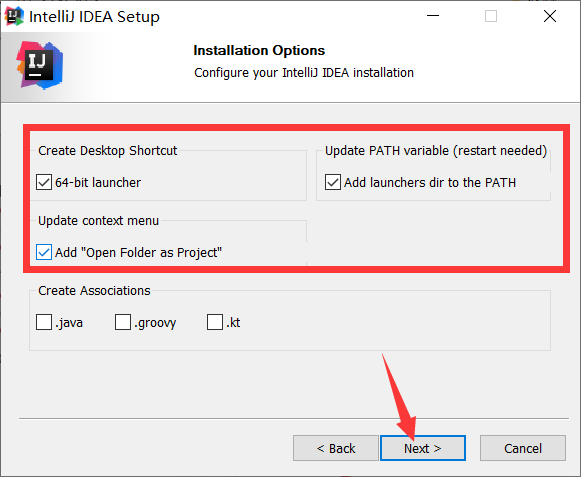 IntelliJ IDEA Setup
IJ
Installation Options
Configure your IntelliJ IDEA installation
Create Desktop Shortcut
64-bit launcher
Update PATH variable (restart needed)
Add launchers dir to the PATH
Update context menu
Add "Open Folder as Project"
Create Associations
.java .groovy .kt
< Back Next > Cancel